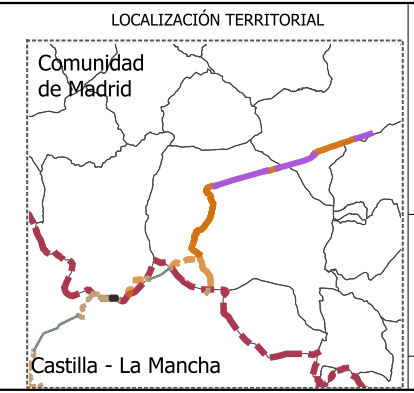 LOCALIZACIÓN TERRITORIAL
Comunidad
de Madrid
Castilla - La Mancha